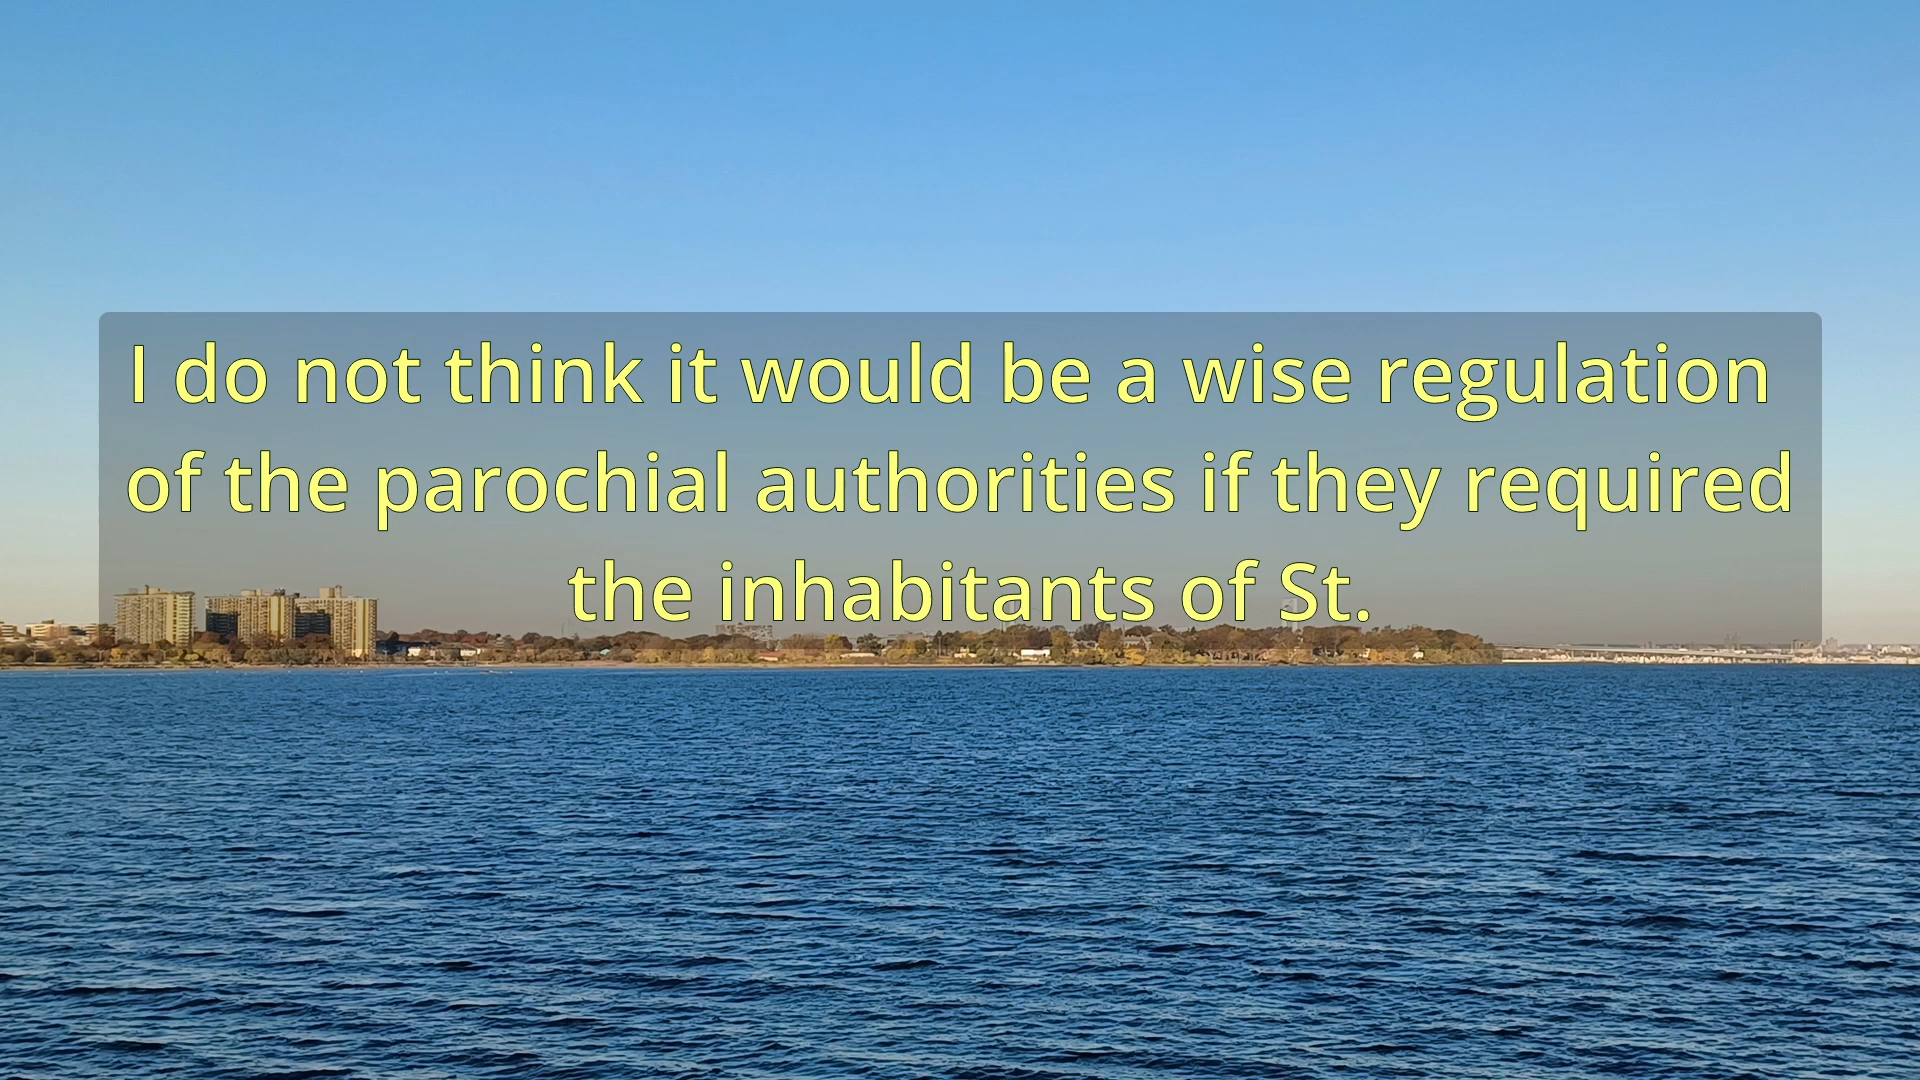 I do not think it would be a wise regulation
of the parochial authorities if they required
the inhabitants of St.